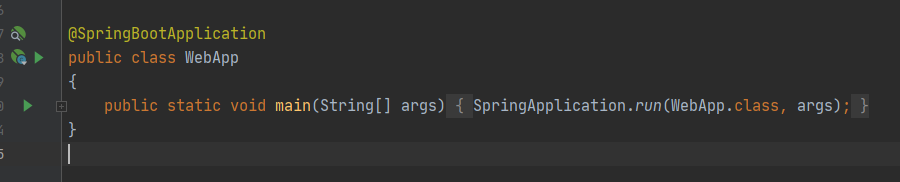 @SpringBootApplication
public class WebApp
{
public static void main(String[] args) { SpringApplication.run(WebApp.class, args); }
}